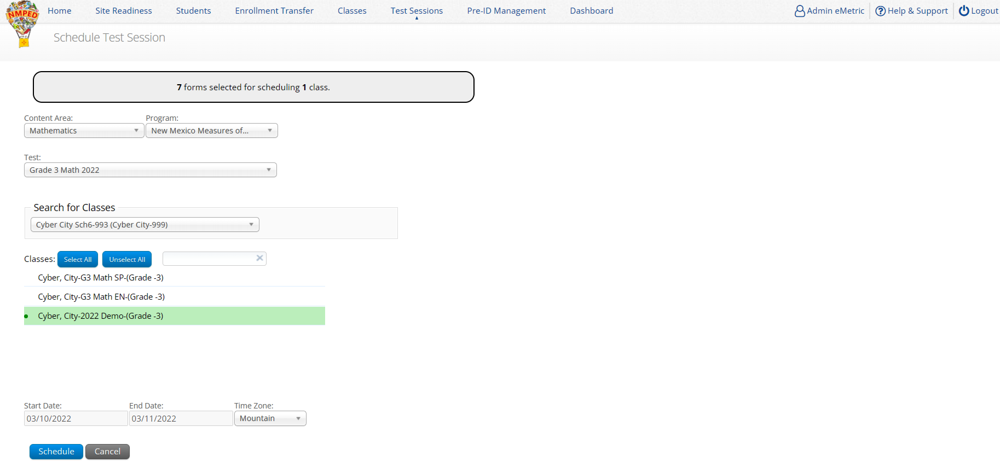 NMPED
Home Site Readiness Students Enrollment Transfer Classes Test Sessions Pre-ID Management Dashboard Admin eMetric Help & Support Logout
Schedule Test Session
7 forms selected for scheduling 1 class.
Content Area: Program:
Mathematics New Mexico Measures of...
Test:
Grade 3 Math 2022
Search for Classes
Cyber City Sch6-993 (Cyber City-999)
Classes: Select All Unselect All
Cyber, City-G3 Math SP-(Grade -3)
Cyber, City-G3 Math EN-(Grade -3)
Cyber, City-2022 Demo-(Grade -3)
Start Date: End Date: Time Zone:
03/10/2022 03/11/2022 Mountain
Schedule Cancel